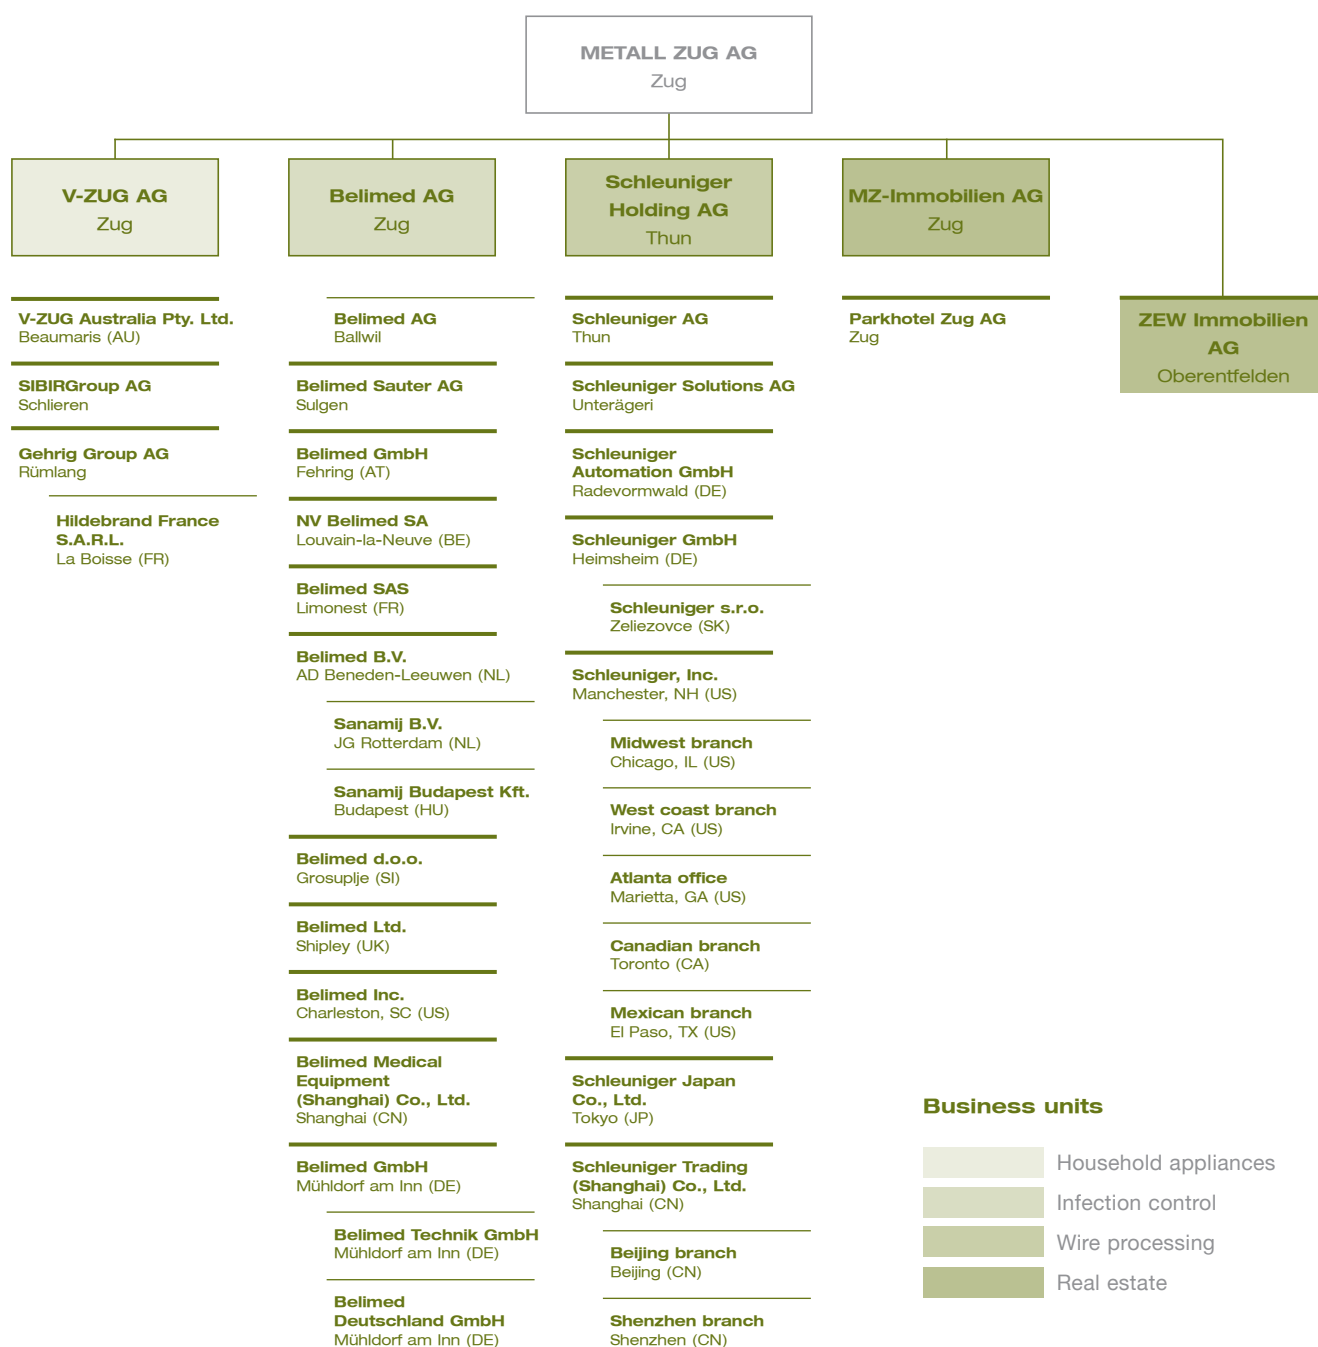 METALL ZUG AG
Zug
V-ZUG AG
Zug
Belimed AG
Zug
Schleuniger
Holding AG
Thun
MZ-Immobilien AG
Zug
ZEW Immobilien
AG
Oberentfelden
V-ZUG Australia Pty. Ltd.
Beaumaris (AU)
SIBIRGroup AG
Schlieren
Gehrig Group AG
Rümlang
Hildebrand France
S.A.R.L.
La Boisse (FR)
Belimed AG
Ballwil
Belimed Sauter AG
Sulgen
Belimed GmbH
Fehring (AT)
NV Belimed SA
Louvain-la-Neuve (BE)
Belimed SAS
Limonest (FR)
Belimed B.V.
AD Beneden-Leeuwen (NL)
Sanamij B.V.
JG Rotterdam (NL)
Sanamij Budapest Kft.
Budapest (HU)
Belimed d.o.o.
Grosuplje (SI)
Belimed Ltd.
Shipley (UK)
Belimed Inc.
Charleston, SC (US)
Belimed Medical
Equipment
(Shanghai) Co., Ltd.
Shanghai (CN)
Belimed GmbH
Mühldorf am Inn (DE)
Belimed Technik GmbH
Mühldorf am Inn (DE)
Belimed
Deutschland GmbH
Mühldorf am Inn (DE)
Schleuniger AG
Thun
Schleuniger Solutions AG
Unterägeri
Schleuniger
Automation GmbH
Radevormwald (DE)
Schleuniger GmbH
Heimsheim (DE)
Schleuniger s.r.o.
Zeliezovce (SK)
Schleuniger, Inc.
Manchester, NH (US)
Midwest branch
Chicago, IL (US)
West coast branch
Irvine, CA (US)
Atlanta office
Marietta, GA (US)
Canadian branch
Toronto (CA)
Mexican branch
El Paso, TX (US)
Schleuniger Japan
Co., Ltd.
Tokyo (JP)
Schleuniger Trading
(Shanghai) Co., Ltd.
Shanghai (CN)
Beijing branch
Beijing (CN)
Shenzhen branch
Shenzhen (CN)
Parkhotel Zug AG
Zug
Business units
Household appliances
Infection control
Wire processing
Real estate